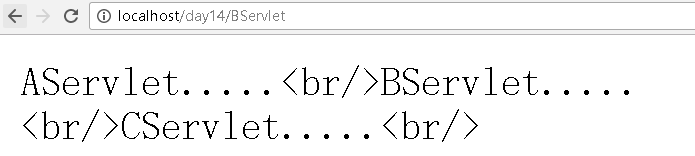 localhost/day14/BServlet
AServlet.....<br/>BServlet.....
<br/>CServlet.....<br/>